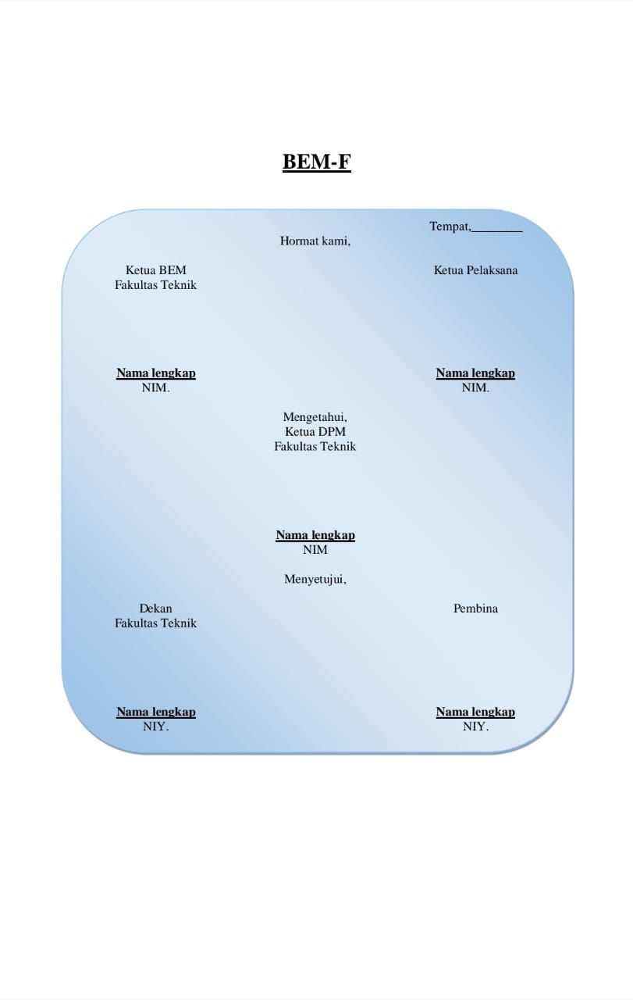 BEM-F
Tempat,________
Hormat kami,
Ketua BEM
Fakultas Teknik
Ketua Pelaksana
Nama lengkap
NIM.
Nama lengkap
NIM.
Mengetahui,
Ketua DPM
Fakultas Teknik
Nama lengkap
NIM
Menyetujui,
Dekan
Fakultas Teknik
Pembina
Nama lengkap
NIY.
Nama lengkap
NIY.